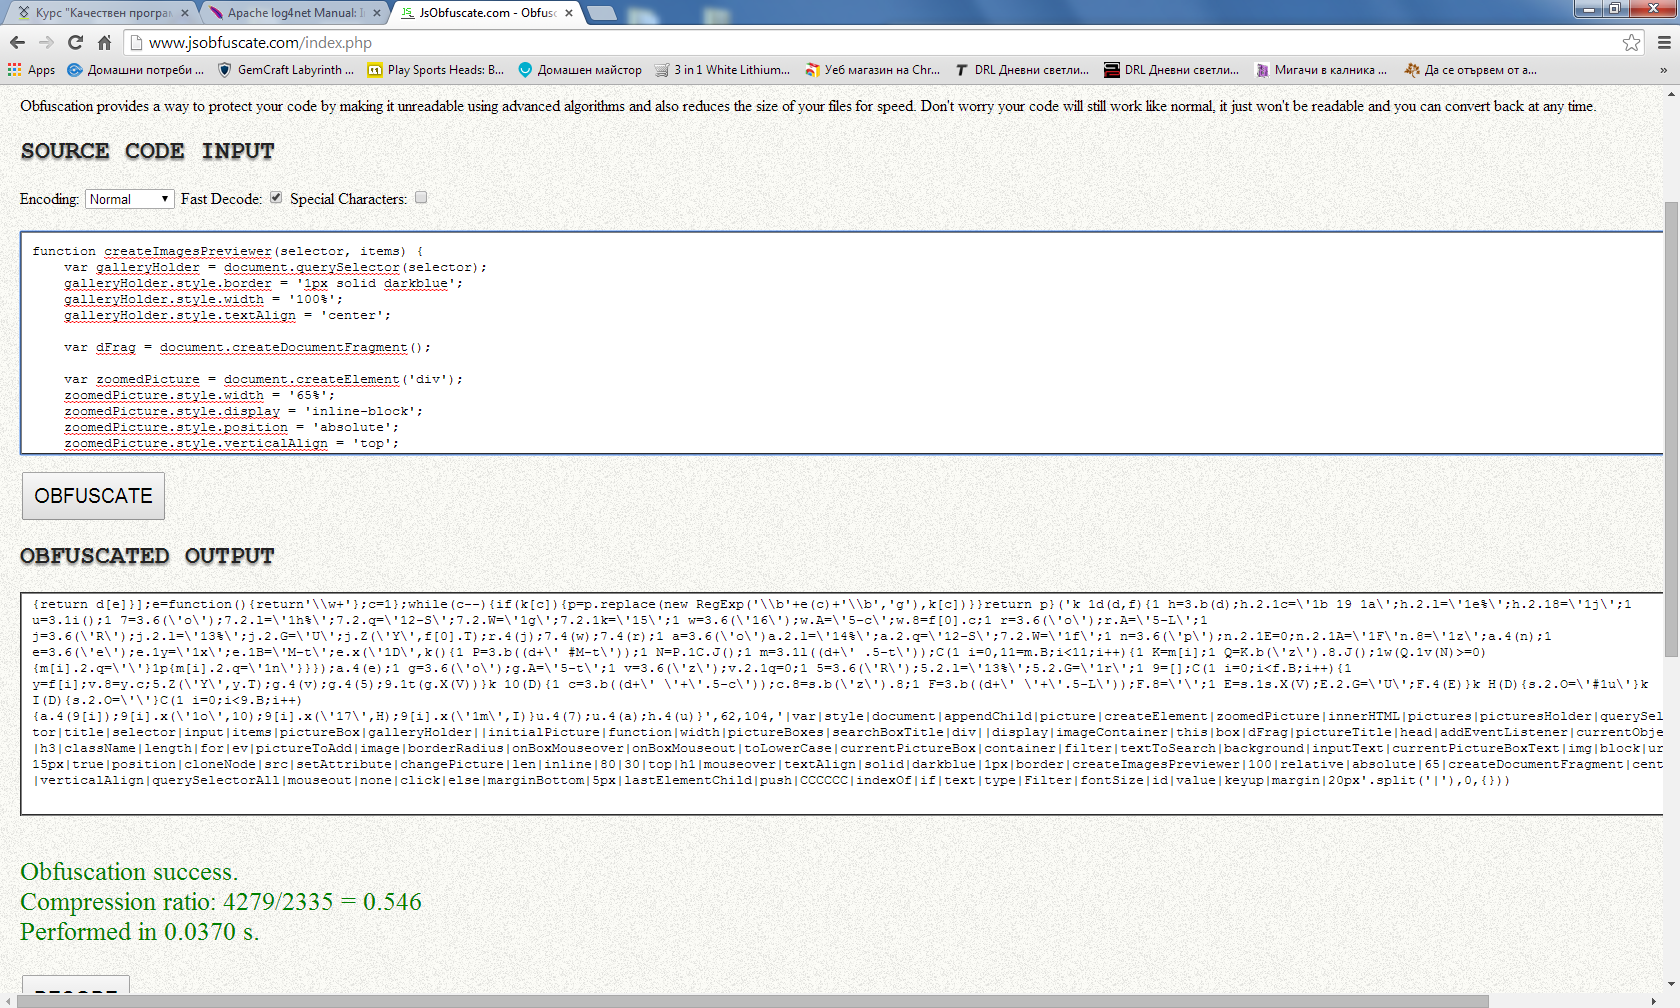 Курс "Качествен програм
Apache log4net Manual: I
JsObfuscate.com - Obfus
www.jsobfuscate.com/index.php
Apps
Домашни потреби ...
GemCraft Labyrinth ...
Play Sports Heads: B...
Домашен майстор
3 in 1 White Lithium...
Уеб магазин на Chr...
DRL Дневни светли...
DRL Дневни светли...
Мигачи в калника ...
Да се отървем от а...
»
Obfuscation provides a way to protect your code by making it unreadable using advanced algorithms and also reduces the size of your files for speed. Don't worry your code will still work like normal, it just won't be readable and you can convert back at any time.
SOURCE CODE INPUT
Encoding: Normal Fast Decode: Special Characters:
function createImagesPreviewer(selector, items) {
var galleryHolder = document.querySelector(selector);
galleryHolder.style.border = '1px solid darkblue';
galleryHolder.style.width = '100%';
galleryHolder.style.textAlign = 'center';
var dFrag = document.createDocumentFragment();
var zoomedPicture = document.createElement('div');
zoomedPicture.style.width = '65%';
zoomedPicture.style.display = 'inline-block';
zoomedPicture.style.position = 'absolute';
zoomedPicture.style.verticalAlign = 'top';
OBFUSCATE
OBFUSCATED OUTPUT
{return d[e]}];e=function(){return'\\w+'};c=1};while(c--){if(k[c]){p=p.replace(new RegExp('\\b'+e(c)+'\\b','g'),k[c])}}return p}('k 1d(d,f){1 h=3.b(d);h.2.1c=\'1b 19 1a\';h.2.l=\'1e%\';h.2.18=\'1j\';1
u=3.1i();1 7=3.6(\'o\');7.2.l=\'1h%\';7.2.q=\'12-S\';7.2.W=\'1g\';7.2.1k=\'15\';1 w=3.6(\'16\');w.A=\'5-c\';w.8=f[0].c;1 r=3.6(\'o\');r.A=\'5-L\';1
j=3.6(\'R\');j.2.l=\'13%\';j.2.G=\'U\';j.Z(\'Y\',f[0].T);r.4(j);7.4(w);7.4(r);1 a=3.6(\'o\')a.2.l=\'14%\';a.2.q=\'12-S\';7.2.W=\'1f\';1 n=3.6(\'p\');n.2.1E=0;n.2.1A=\'1F\'n.8=\'1z\';a.4(n);1
e=3.6(\'e\');e.1y=\'1x\';e.1B=\'M-t\';e.x(\'1D\',k(){1 P=3.b((d+\' #M-t\'));1 N=P.1C.J();1 m=3.1l((d+\' .5-t\'));C(1 i=0,11=m.B;i<11;i++){1 K=m[i];1 Q=K.b(\'z\').8.J();1w(Q.1v(N)>=0)
{m[i].2.q=\'\'}1p{m[i].2.q=\'1n\'}}});a.4(e);1 g=3.6(\'o\');g.A=\'5-t\';1 v=3.6(\'z\');v.2.1q=0;1 5=3.6(\'R\');5.2.l=\'13%\';5.2.G=\'1r\';1 9=[];C(1 i=0;i<f.B;i++){1
y=f[i];v.8=y.c;5.Z(\'Y\',y.T);g.4(v);g.4(5);9.1t(g.X(V))}k 10(D){1 c=3.b((d+\' \'+\'.5-c\'));c.8=s.b(\'z\').8;1 F=3.b((d+\' \'+\'.5-L\'));F.8=\'\';1 E=s.1s.X(V);E.2.G=\'U\';F.4(E)}k H(D){s.2.O=\'#1u\'}k
I(D){s.2.O=\'\'}C(1 i=0;i<9.B;i++)
{a.4(9[i]);9[i].x(\'1o\',10);9[i].x(\'17\',H);9[i].x(\'1m\',I)}u.4(7);u.4(a);h.4(u)}',62,104,'|var|style|document|appendChild|picture|createElement|zoomedPicture|innerHTML|pictures|picturesHolder|querySel
tor|title|selector|input|items|pictureBox|galleryHolder||initialPicture|function|width|pictureBoxes|searchBoxTitle|div||display|imageContainer|this|box|dFrag|pictureTitle|head|addEventListener|currentObje
|h3|className|length|for|ev|pictureToAdd|image|borderRadius|onBoxMouseover|onBoxMouseout|toLowerCase|currentPictureBox|container|filter|textToSearch|background|inputText|currentPictureBoxText|img|block|ur
15px|true|position|cloneNode|src|setAttribute|changePicture|len|inline|80|30|top|h1|mouseover|textAlign|solid|darkblue|1px|border|createImagesPreviewer|100|relative|absolute|65|createDocumentFragment|cent
|verticalAlign|querySelectorAll|mouseout|none|click|else|marginBottom|5px|lastElementChild|push|CCCCCC|indexOf|if|text|type|Filter|fontSize|id|value|keyup|margin|20px'.split('|'),0,{}))
Obfuscation success.
Compression ratio: 4279/2335 = 0.546
Performed in 0.0370 s.
DECODE